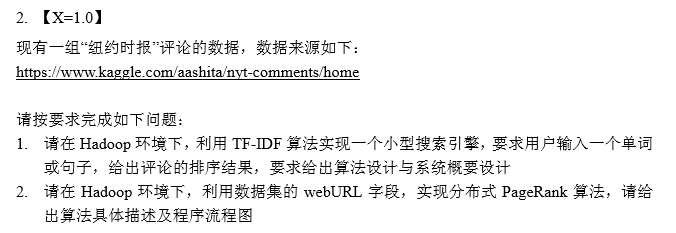 2. 【X=1.0】
现有一组“纽约时报”评论的数据，数据来源如下：
https://www.kaggle.com/aashita/nyt-comments/home
请按要求完成如下问题：
1. 请在 Hadoop 环境下，利用 TF-IDF 算法实现一个小型搜索引擎，要求用户输入一个单词
或句子，给出评论的排序结果，要求给出算法设计与系统概要设计
2. 请在 Hadoop 环境下，利用数据集的 webURL 字段，实现分布式 PageRank 算法，请给
出算法具体描述及程序流程图